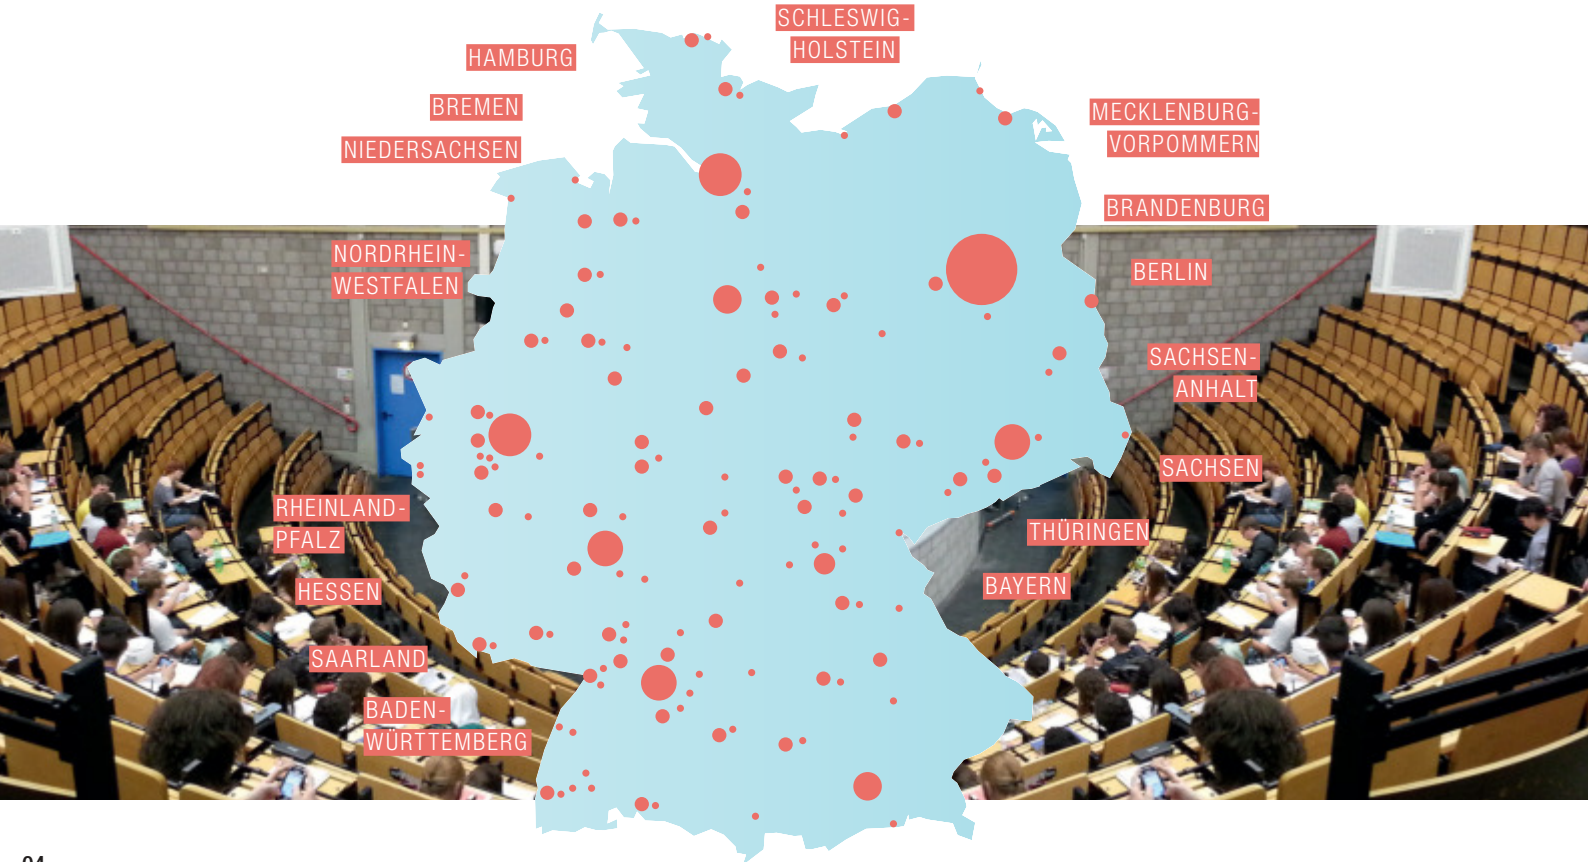 SCHLESWIG-
HOLSTEIN
HAMBURG
BREMEN
NIEDERSACHSEN
MECKLENBURG-
VORPOMMERN
BRANDENBURG
NORDRHEIN-
WESTFALEN
BERLIN
SACHSEN-
ANHALT
SACHSEN
RHEINLAND-
PFALZ
THÜRINGEN
HESSEN
BAYERN
SAARLAND
BADEN-
WÜRTTEMBERG